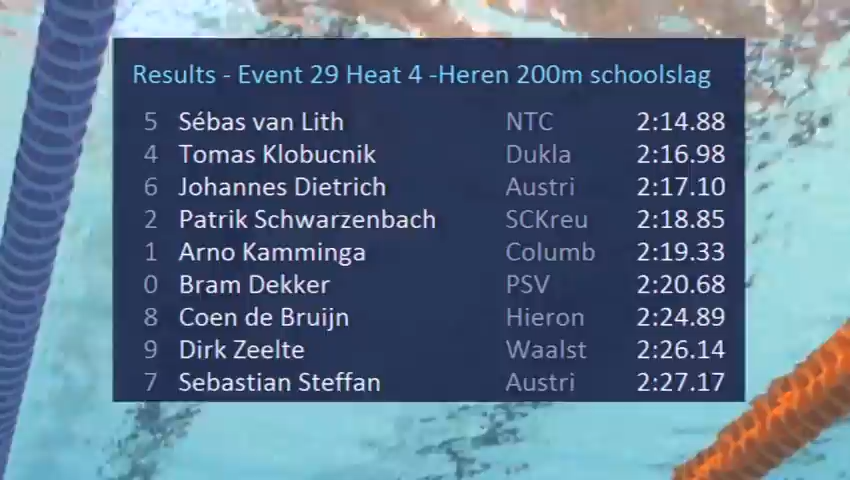 Results - Event 29 Heat 4 -Heren 200m schoolslag
5 Sébas van Lith NTC 2:14.88
4 Tomas Klobucnik Dukla 2:16.98
6 Johannes Dietrich Austri 2:17.10
2 Patrik Schwarzenbach SCKreu 2:18.85
1 Arno Kamminga Columb 2:19.33
0 Bram Dekker PSV 2:20.68
8 Coen de Bruijn Hieron 2:24.89
9 Dirk Zeelte Waalst 2:26.14
7 Sebastian Steffan Austri 2:27.17